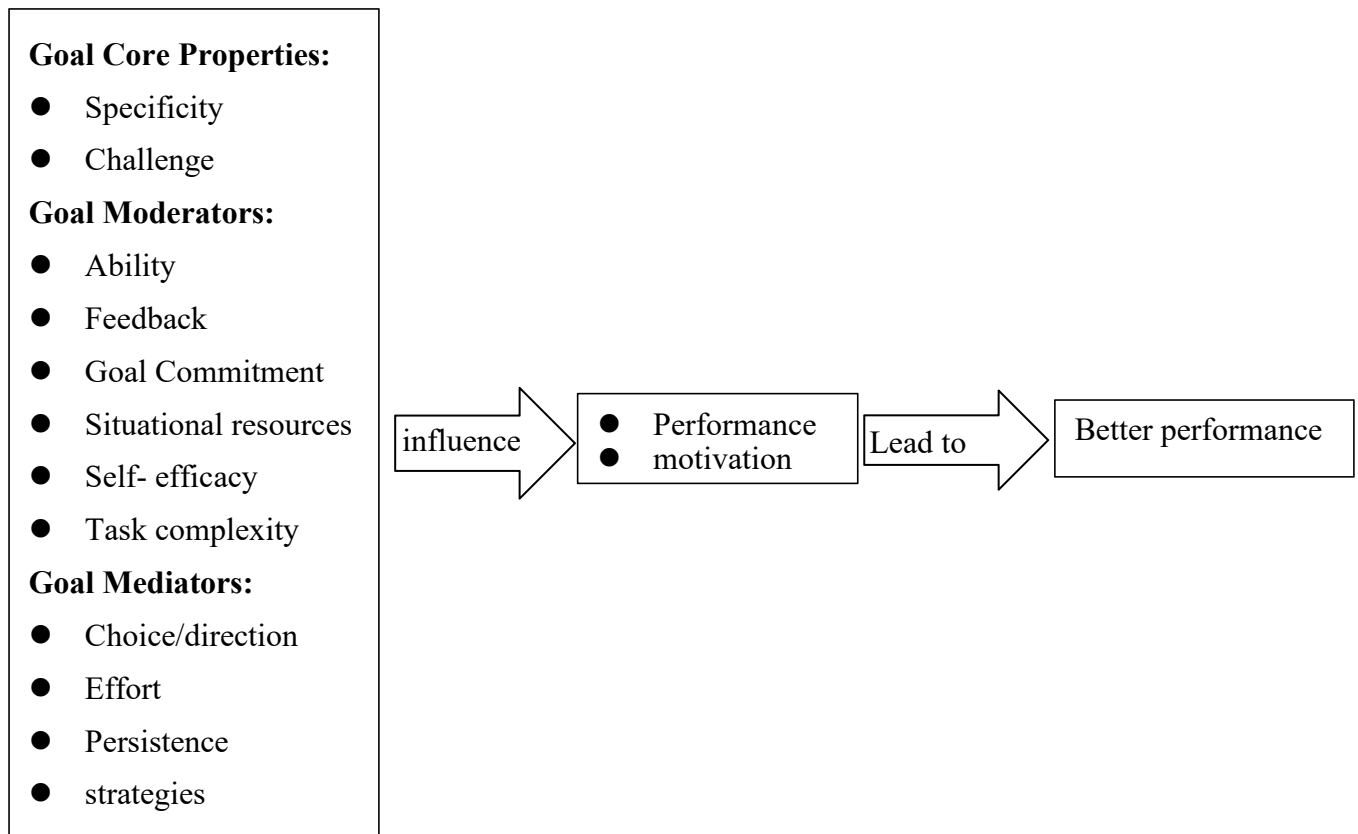 Goal Core Properties:
● Specificity
● Challenge
Goal Moderators:
● Ability
● Feedback
● Goal Commitment
● Situational resources
● Self- efficacy
● Task complexity
Goal Mediators:
● Choice/direction
● Effort
● Persistence
● strategies
influence
● Performance
● motivation
Lead to
Better performance